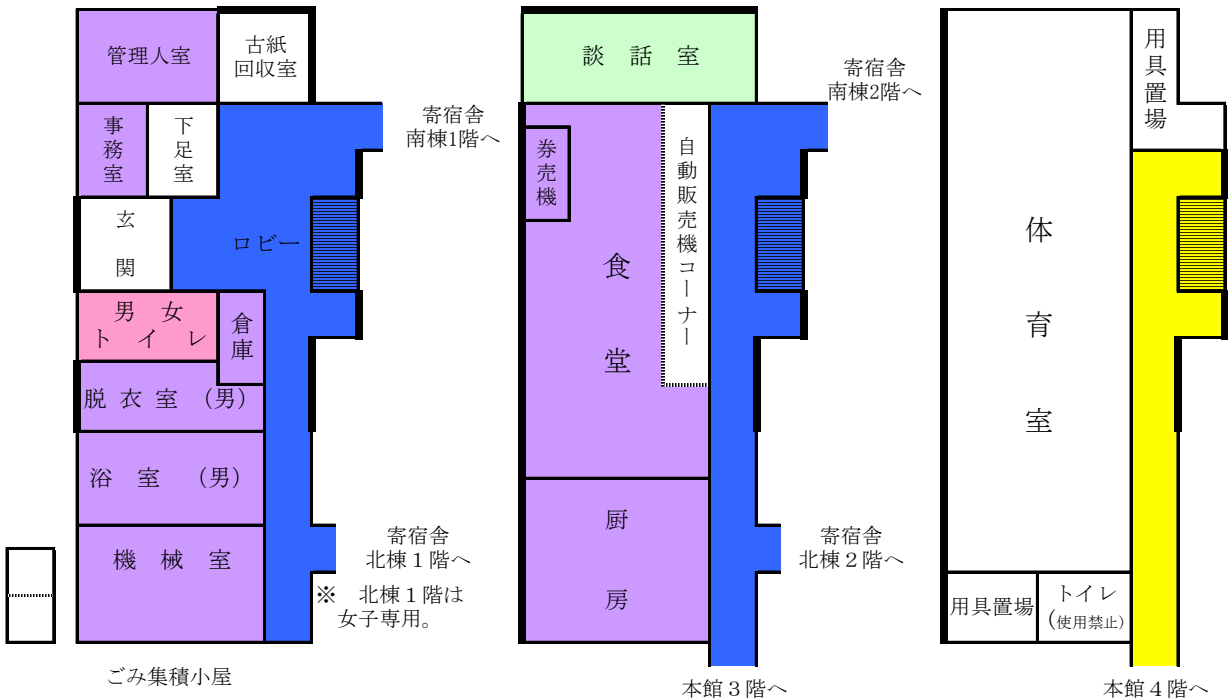 管理人室
古紙
回収室
寄宿舎
南棟1階へ
事務室
下足室
玄関
ロビー
男 女
ト イ レ
倉庫
脱 衣 室 (男)
浴 室 (男)
機 械 室
寄宿舎
北棟1階へ
※ 北棟1階は
女子専用。
ごみ集積小屋
談 話 室
寄宿舎
南棟2階へ
券売機
自動販売機コーナー
食堂
厨房
寄宿舎
北棟2階へ
本館3階へ
用具置場
体育室
用具置場
トイレ
(使用禁止)
本館4階へ